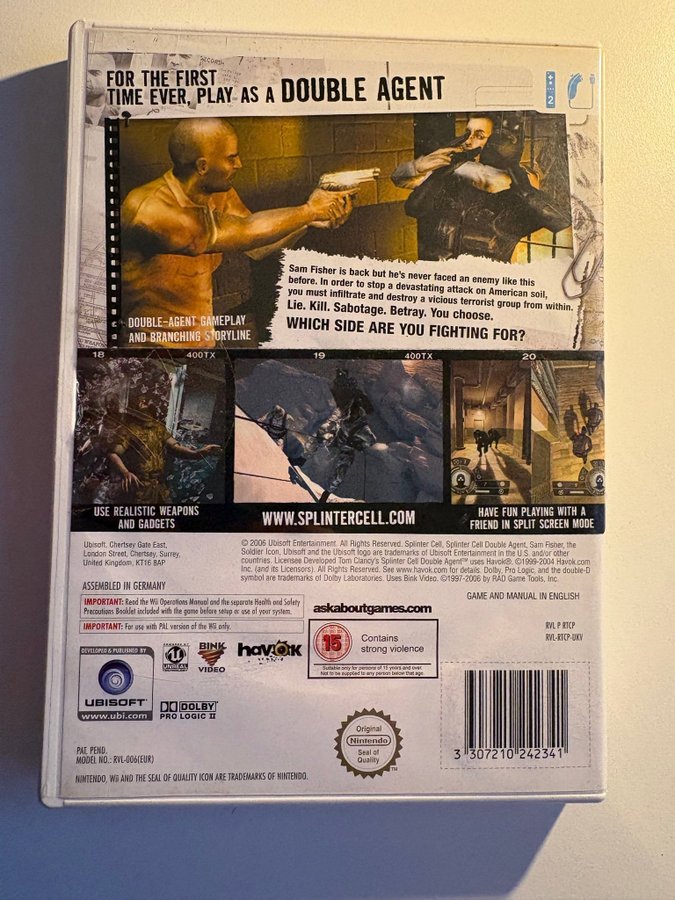 FOR THE FIRST
TIME EVER, PLAY AS A DOUBLE AGENT
2
Sam Fisher is back but he's never faced an enemy like this
before. In order to stop a devastating attack on American soil,
you must infiltrate and destroy a vicious terrorist group from within.
Lie. Kill. Sabotage. Betray. You choose.
WHICH SIDE ARE YOU FIGHTING FOR?
DOUBLE-AGENT GAMEPLAY
AND BRANCHING STORYLINE
18 400TX 19 400TX 20
USE REALISTIC WEAPONS
AND GADGETS
WWW.SPLINTERCELL.COM
HAVE FUN PLAYING WITH A
FRIEND IN SPLIT SCREEN MODE
Ubisoft, Chertsey Gate East,
London Street, Chertsey, Surrey,
United Kingdom, KT16 8AP
© 2006 Ubisoft Entertainment. All Rights Reserved. Splinter Cell, Splinter Cell Double Agent, Sam Fisher, the
Soldier Icon, Ubisoft and the Ubisoft logo are trademarks of Ubisoft Entertainment in the U.S. and/or other
countries. Licensee Developed Tom Clancy's Splinter Cell Double Agent™ uses Havok®. ©1999-2004 Havok.com
Inc. (and its Licensors). All Rights Reserved. See www.havok.com for details. Dolby, Pro Logic, and the double-D
symbol are trademarks of Dolby Laboratories. Uses Bink Video. ©1997-2006 by RAD Game Tools, Inc.
ASSEMBLED IN GERMANY
GAME AND MANUAL IN ENGLISH
IMPORTANT: Read the Wii Operations Manual and the separate Health and Safety
Precautions Booklet included with the game before setup or use of your system.
IMPORTANT: For use with PAL version of the Wii only.
askaboutgames.com
RVL P RTCP
RVL-RTCP-UKV
15
Contains
strong violence
Suitable only for persons of 15 years and over.
Not to be supplied to any person below that age.
DEVELOPED & PUBLISHED BY
UBISOFT
www.ubi.com
UNREAL
BINK
VIDEO
havok
DOLBY
PRO LOGIC II
Original
Nintendo
Seal of
Quality
TM
3 307210 242341
PAT. PEND.
MODEL NO.: RVL-006(EUR)
NINTENDO, Wii AND THE SEAL OF QUALITY ICON ARE TRADEMARKS OF NINTENDO.